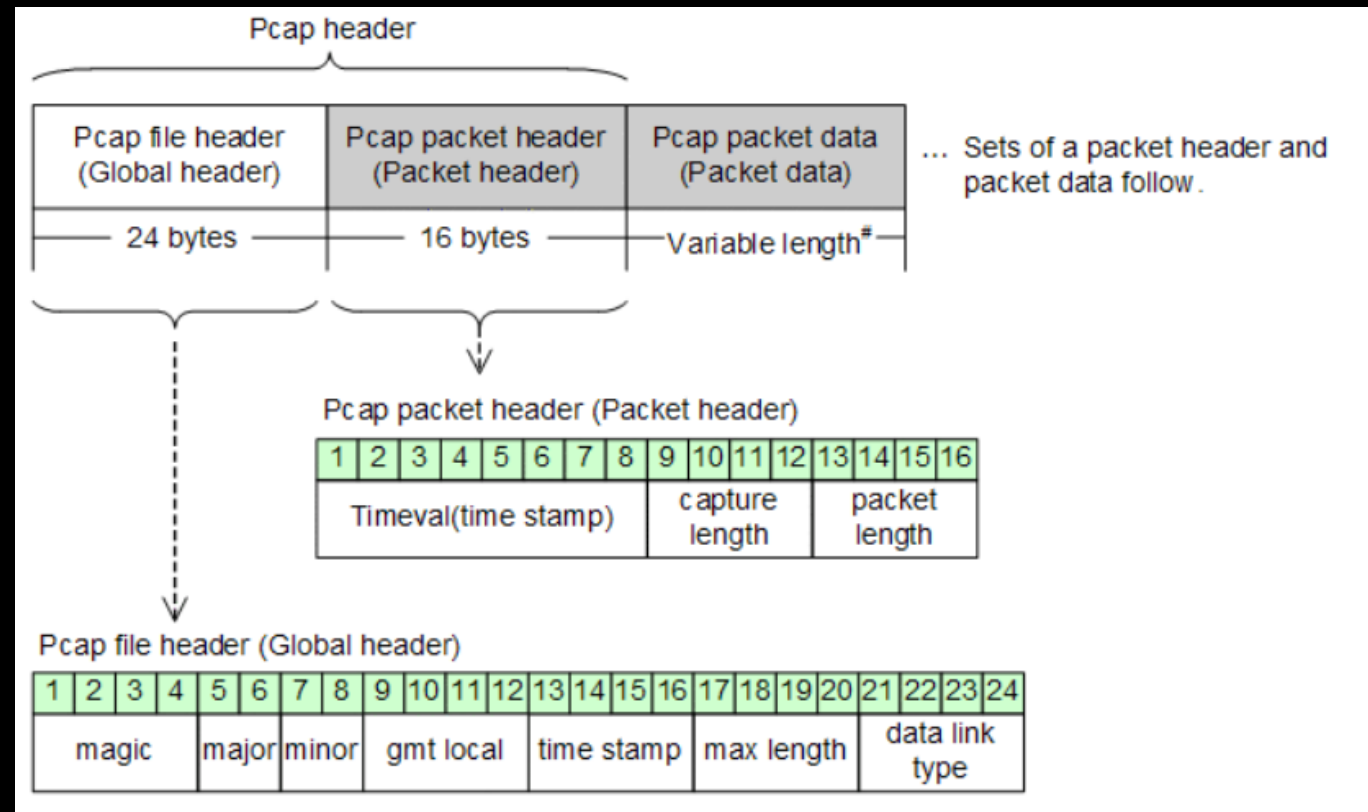 Pcap header
Pcap file header
(Global header)
Pcap packet header
(Packet header)
Pcap packet data
(Packet data)
... Sets of a packet header and
packet data follow.
24 bytes
16 bytes
Variable length#
Pcap packet header (Packet header)
1 2 3 4 5 6 7 8 9 10 11 12 13 14 15 16
Timeval(time stamp)
capture
length
packet
length
Pcap file header (Global header)
1 2 3 4 5 6 7 8 9 10 11 12 13 14 15 16 17 18 19 20 21 22 23 24
magic major minor gmt local time stamp max length
data link
type